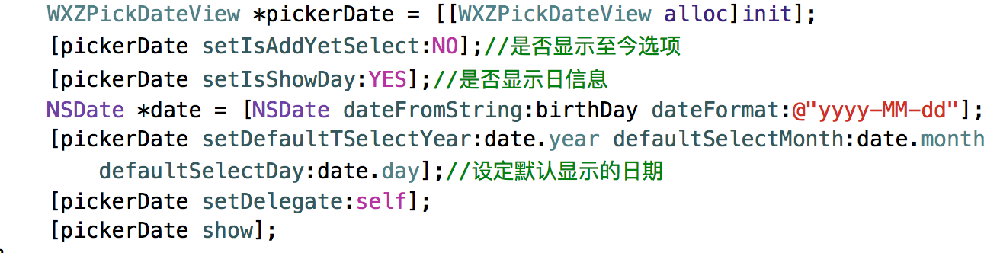 WXZPickDateView *pickerDate = [[WXZPickDateView alloc]init];
[pickerDate setIsAddYetSelect:NO];//是否显示至今选项
[pickerDate setIsShowDay:YES];//是否显示日信息
NSDate *date = [NSDate dateFromString:birthDay dateFormat:@"yyyy-MM-dd"];
[pickerDate setDefaultTSelectYear:date.year defaultSelectMonth:date.month
defaultSelectDay:date.day];//设定默认显示的日期
[pickerDate setDelegate:self];
[pickerDate show];